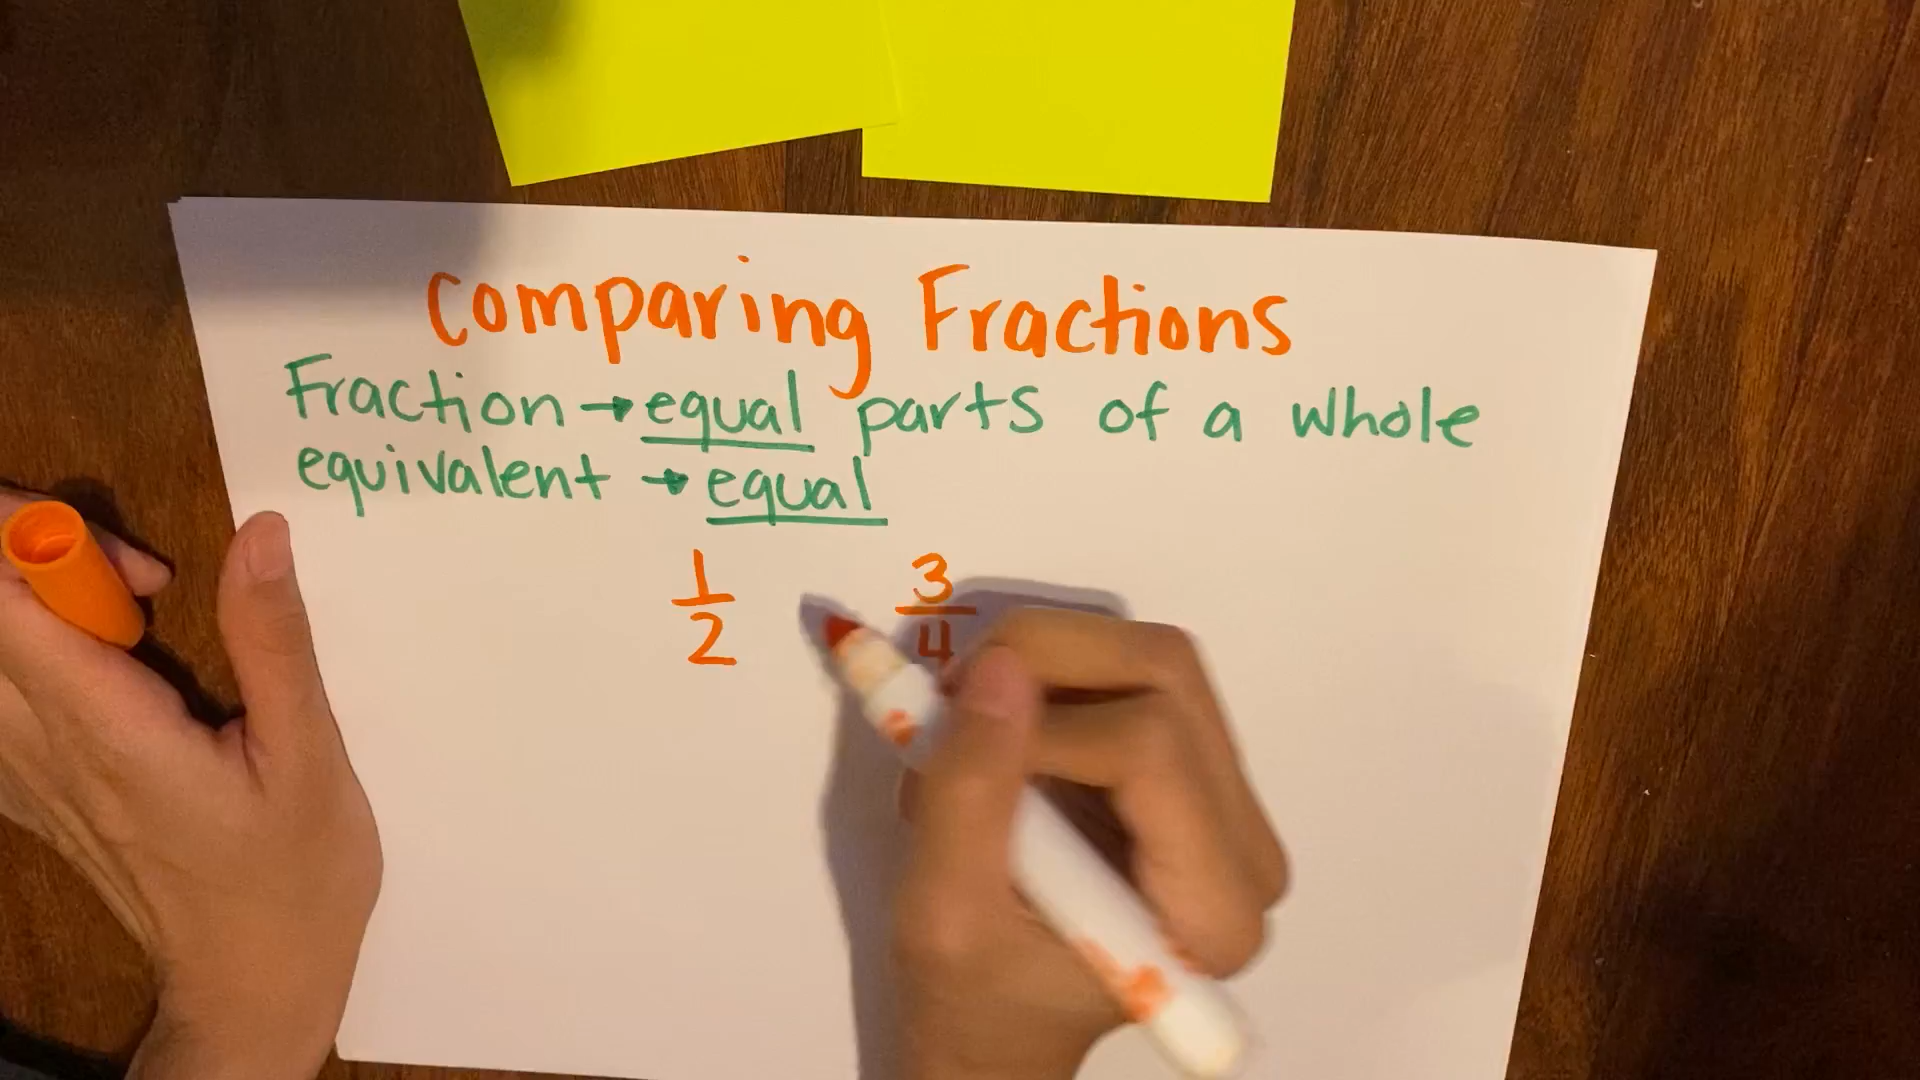 Comparing Fractions
Fraction → equal parts of a whole
equivalent → equal
1/2 3/4